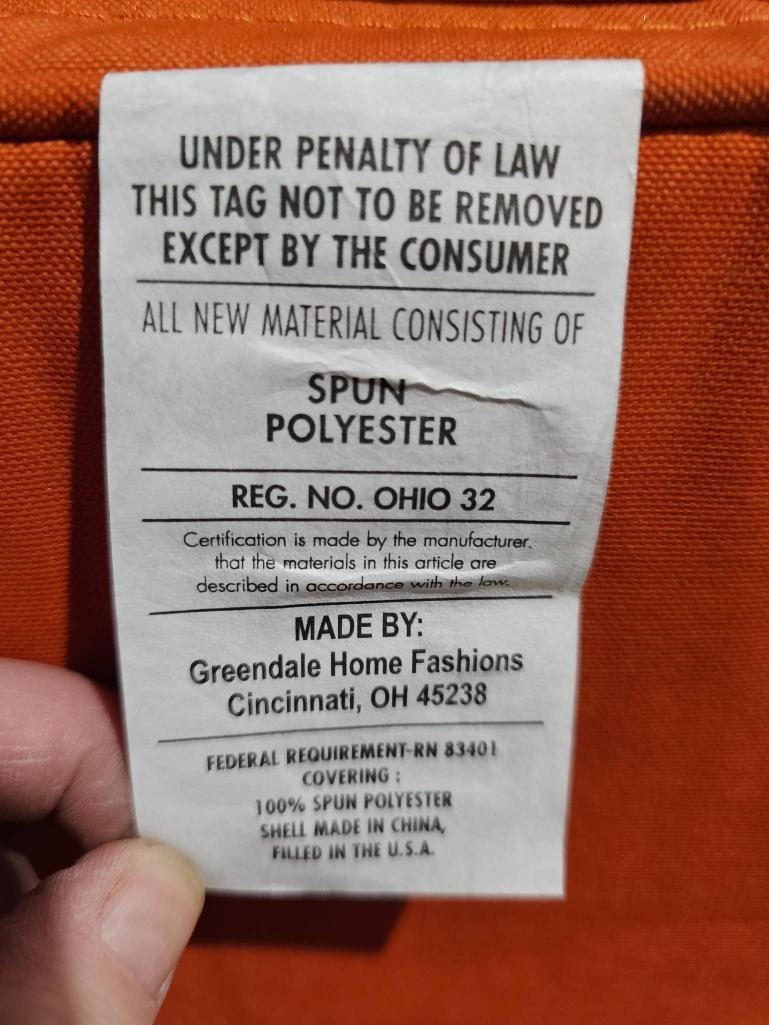 UNDER PENALTY OF LAW
THIS TAG NOT TO BE REMOVED
EXCEPT BY THE CONSUMER
ALL NEW MATERIAL CONSISTING OF
SPUN
POLYESTER
REG. NO. OHIO 32
Certification is made by the manufacturer.
that the materials in this article are
described in accordance with the law.
MADE BY:
Greendale Home Fashions
Cincinnati, OH 45238
FEDERAL REQUIREMENT-RN 83401
COVERING :
100% SPUN POLYESTER
SHELL MADE IN CHINA,
FILLED IN THE U.S.A.